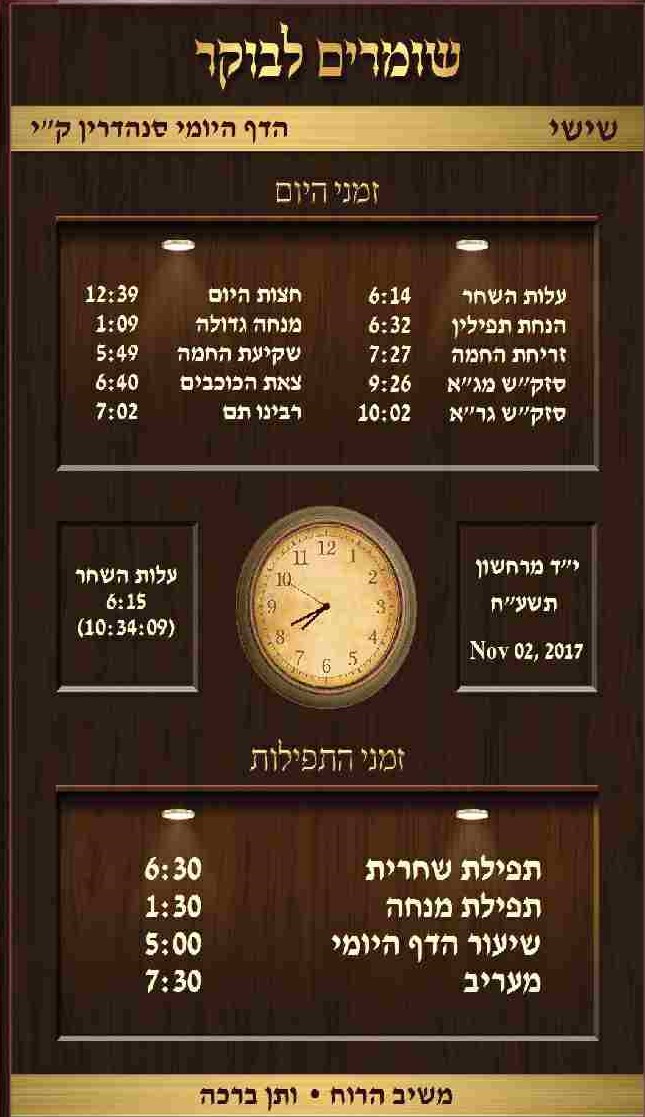 שומרים לבוקר
שישי הדף היומי סנהדרין ק״י
זמני היום
עלות השחר 6:14 חצות היום 12:39
הנחת תפילין 6:32 מנחה גדולה 1:09
זריחת החמה 7:27 שקיעת החמה 5:49
סזק״ש מג״א 9:26 צאת הכוכבים 6:40
סזק״ש גר״א 10:02 רבינו תם 7:02
י״ד מרחשון
תשע״ח
Nov 02, 2017
12 1 2 3 4 5 6 7 8 9 10 11
עלות השחר
6:15
(10:34:09)
זמני התפילות
תפילת שחרית 6:30
תפילת מנחה 1:30
שיעור הדף היומי 5:00
מעריב 7:30
משיב הרוח • ותן ברכה